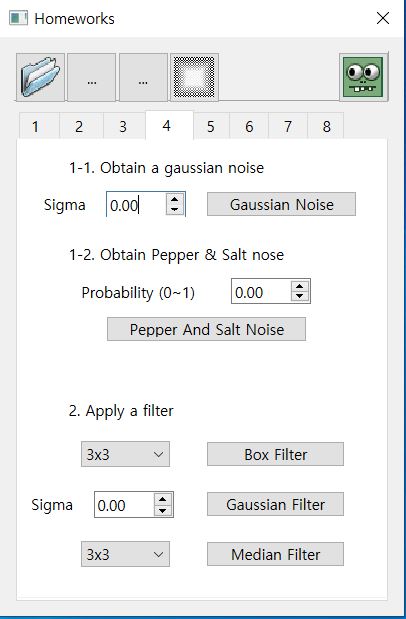 Homeworks
... ...
1 2 3 4 5 6 7 8
1-1. Obtain a gaussian noise
Sigma 0.00 Gaussian Noise
1-2. Obtain Pepper & Salt nose
Probability (0~1) 0.00
Pepper And Salt Noise
2. Apply a filter
3x3 Box Filter
Sigma 0.00 Gaussian Filter
3x3 Median Filter